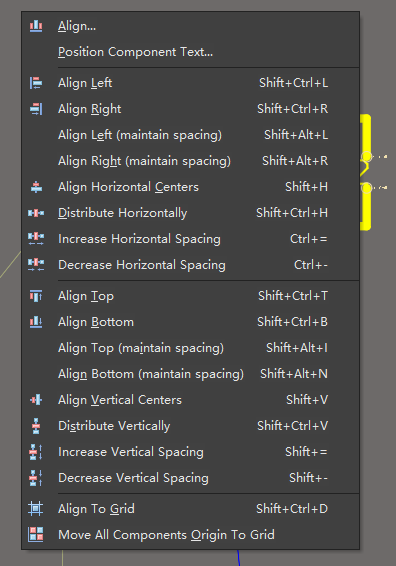 Align...
Position Component Text...
Align Left Shift+Ctrl+L
Align Right Shift+Ctrl+R
Align Left (maintain spacing) Shift+Alt+L
Align Right (maintain spacing) Shift+Alt+R
Align Horizontal Centers Shift+H
Distribute Horizontally Shift+Ctrl+H
Increase Horizontal Spacing Ctrl+=
Decrease Horizontal Spacing Ctrl+-
Align Top Shift+Ctrl+T
Align Bottom Shift+Ctrl+B
Align Top (maintain spacing) Shift+Alt+I
Align Bottom (maintain spacing) Shift+Alt+N
Align Vertical Centers Shift+V
Distribute Vertically Shift+Ctrl+V
Increase Vertical Spacing Shift+=
Decrease Vertical Spacing Shift+-
Align To Grid Shift+Ctrl+D
Move All Components Origin To Grid